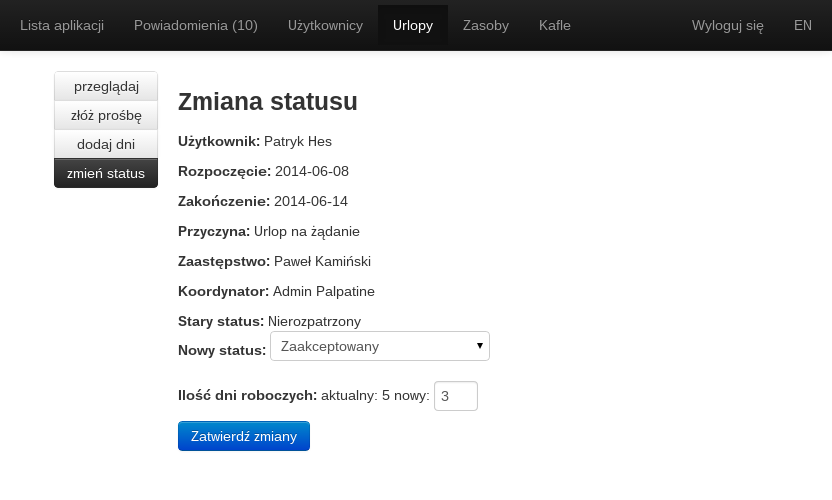 Lista aplikacji Powiadomienia (10) Użytkownicy Urlopy Zasoby Kafle Wyloguj się EN
przeglądaj
złóż prośbę
dodaj dni
zmień status
Zmiana statusu
Użytkownik: Patryk Hes
Rozpoczęcie: 2014-06-08
Zakończenie: 2014-06-14
Przyczyna: Urlop na żądanie
Zaastępstwo: Paweł Kamiński
Koordynator: Admin Palpatine
Stary status: Nierozpatrzony
Nowy status: Zaakceptowany
Ilość dni roboczych: aktualny: 5 nowy: 3
Zatwierdź zmiany